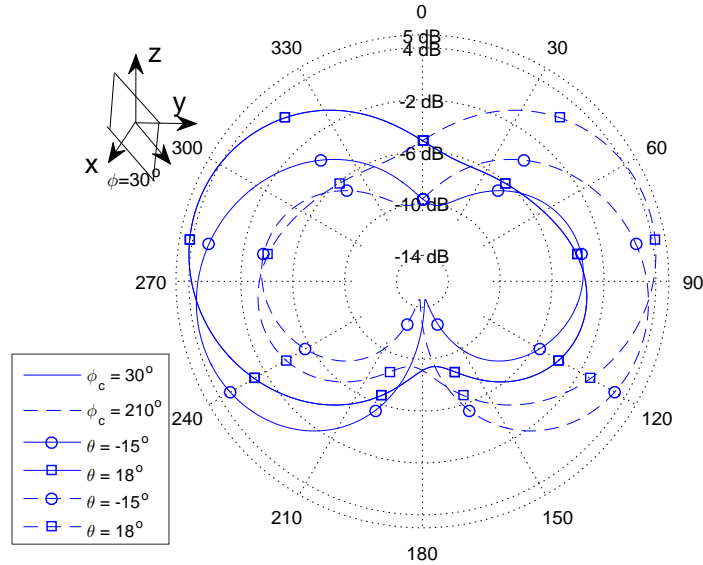 0
5 dB
4 dB
330
30
z
-2 dB
y
300
-6 dB
60
x
ϕ=30°
-10 dB
-14 dB
270
90
ϕc = 30°
ϕc = 210°
θ = -15°
θ = 18°
θ = -15°
θ = 18°
240
120
210
150
180